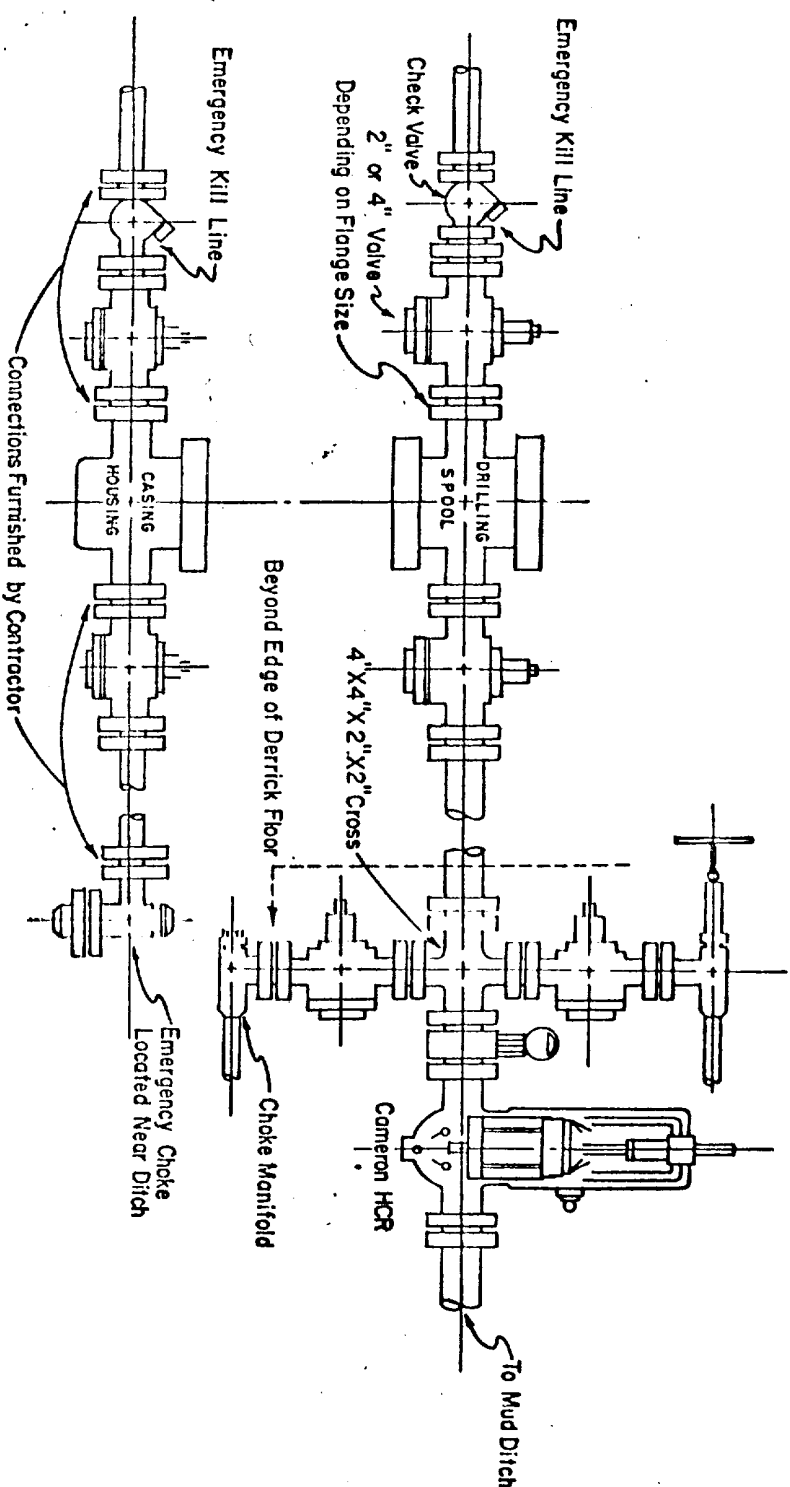 Emergency Kill Line
Check Valve
2" or 4" Valve
Depending on Flange Size
DRILLING
SPOOL
4"X4"X2"X2" Cross
Beyond Edge of Derrick Floor
Cameron HCR
To Mud Ditch
Choke Manifold
Emergency Kill Line
CASING
HOUSING
Connections Furnished by Contractor
Emergency Choke
Located Near Ditch